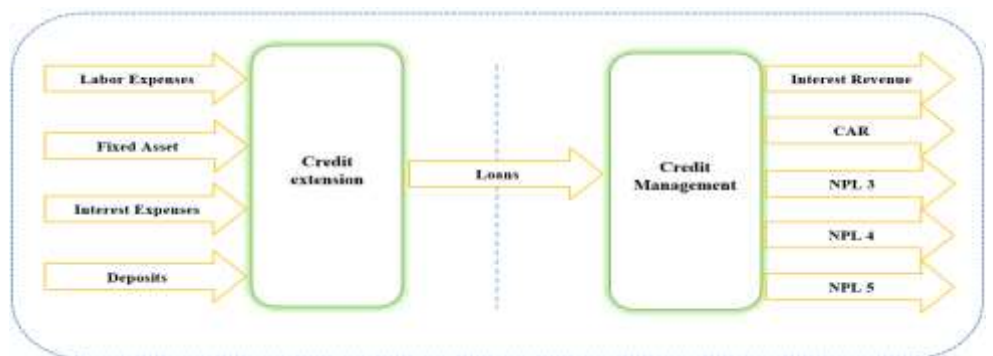 Labor Expenses
Fixed Asset
Interest Expenses
Deposits
Credit
extension
Loans
Credit
Management
Interest Revenue
CAR
NPL 3
NPL 4
NPL 5